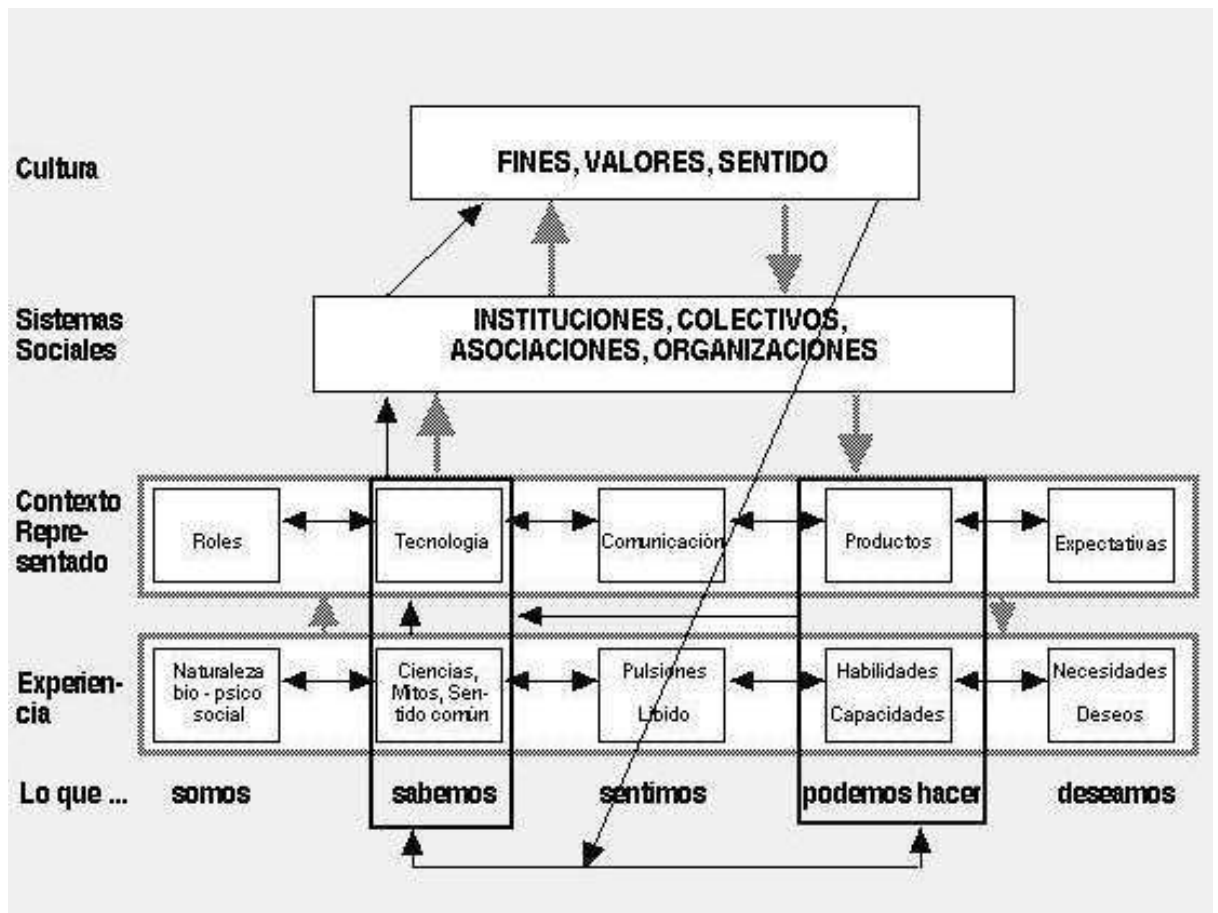 Cultura
FINES, VALORES, SENTIDO
Sistemas
Sociales
INSTITUCIONES, COLECTIVOS,
ASOCIACIONES, ORGANIZACIONES
Contexto
Repre-
sentado
Roles
Tecnología
Comunicación
Productos
Expectativas
Experien-
cia
Naturaleza
bio - psico
social
Ciencias,
Mitos, Sen-
tido común
Pulsiones
Líbido
Habilidades
Capacidades
Necesidades
Deseos
Lo que ...
somos
sabemos
sentimos
podemos hacer
deseamos